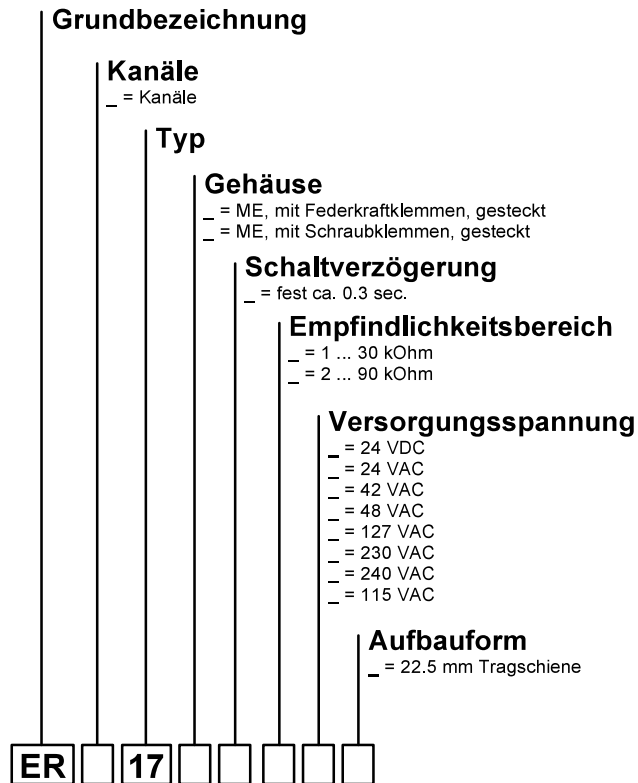 Grundbezeichnung
Kanäle
_ = Kanäle
Typ
Gehäuse
_ = ME, mit Federkraftklemmen, gesteckt
_ = ME, mit Schraubklemmen, gesteckt
Schaltverzögerung
_ = fest ca. 0.3 sec.
Empfindlichkeitsbereich
_ = 1 ... 30 kOhm
_ = 2 ... 90 kOhm
Versorgungsspannung
_ = 24 VDC
_ = 24 VAC
_ = 42 VAC
_ = 48 VAC
_ = 127 VAC
_ = 230 VAC
_ = 240 VAC
_ = 115 VAC
Aufbauform
_ = 22.5 mm Tragschiene
ER 17